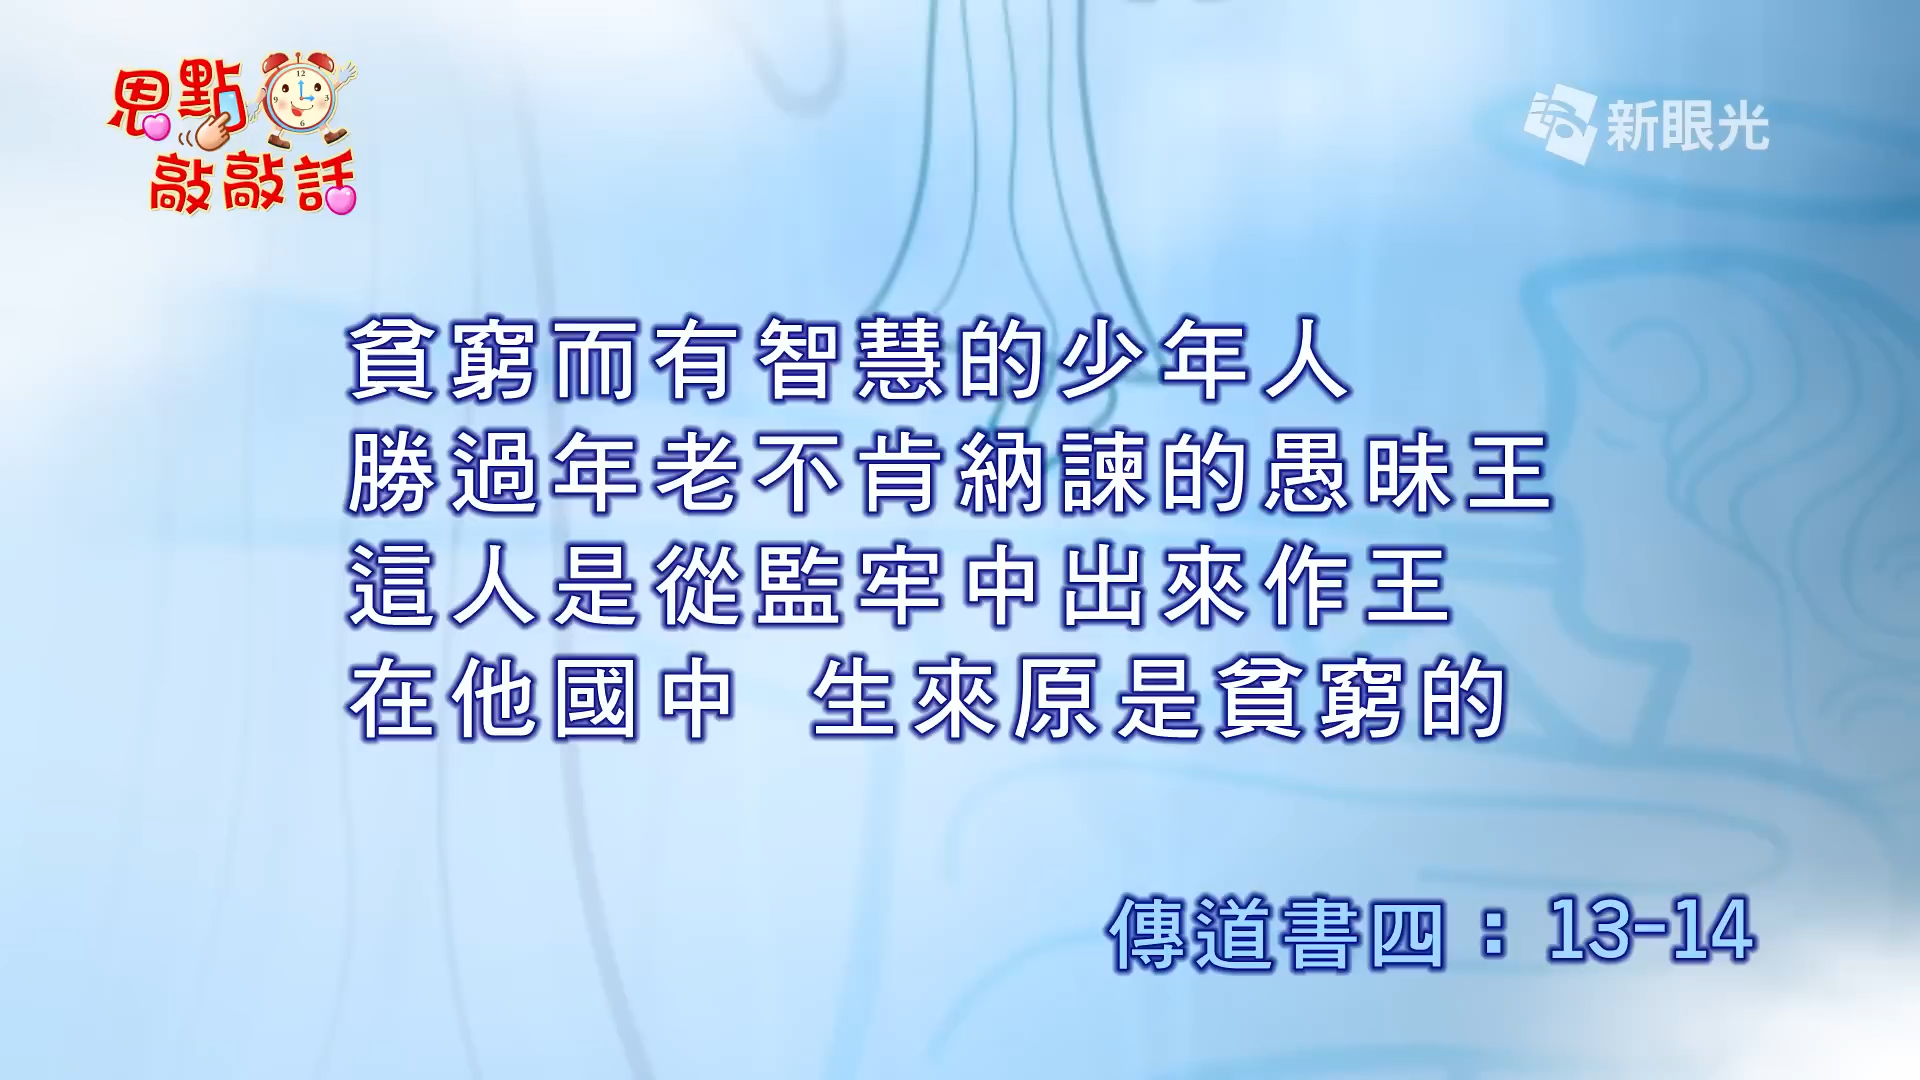 恩點
敲敲話
新眼光
貧窮而有智慧的少年人
勝過年老不肯納諫的愚昧王
這人是從監牢中出來作王
在他國中 生來原是貧窮的
傳道書四：13-14